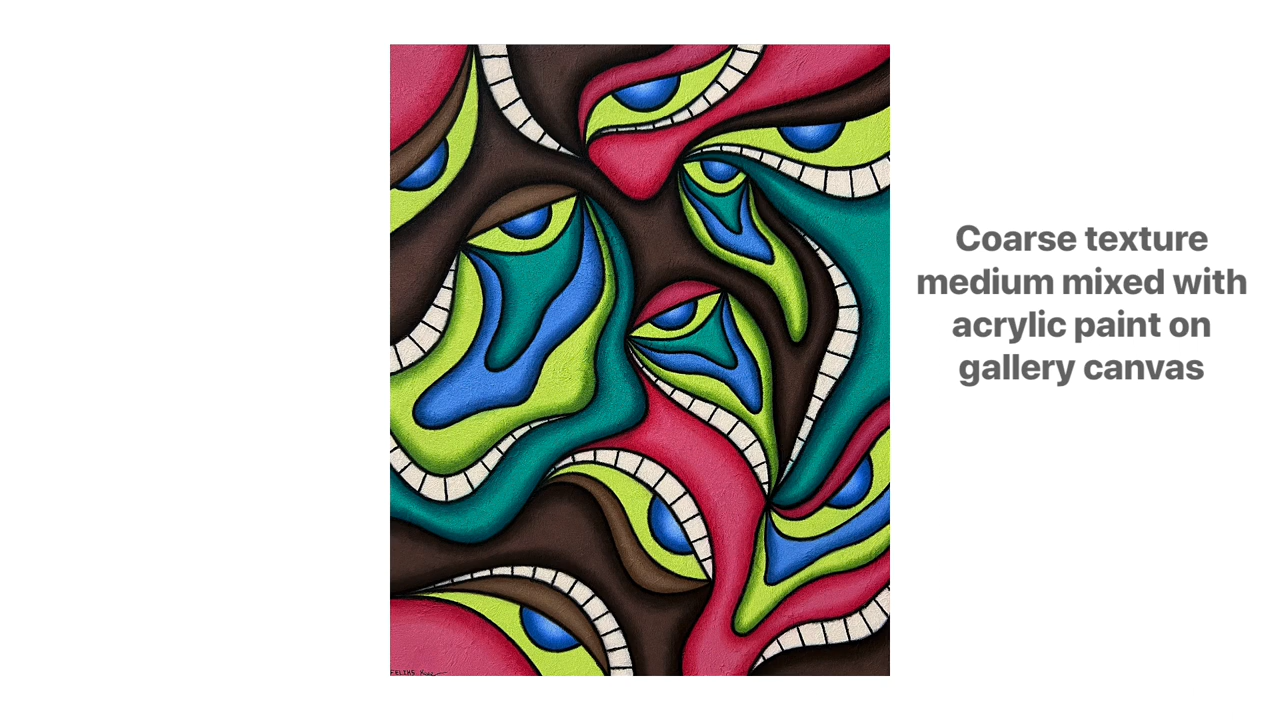 Coarse texture
medium mixed with
acrylic paint on
gallery canvas